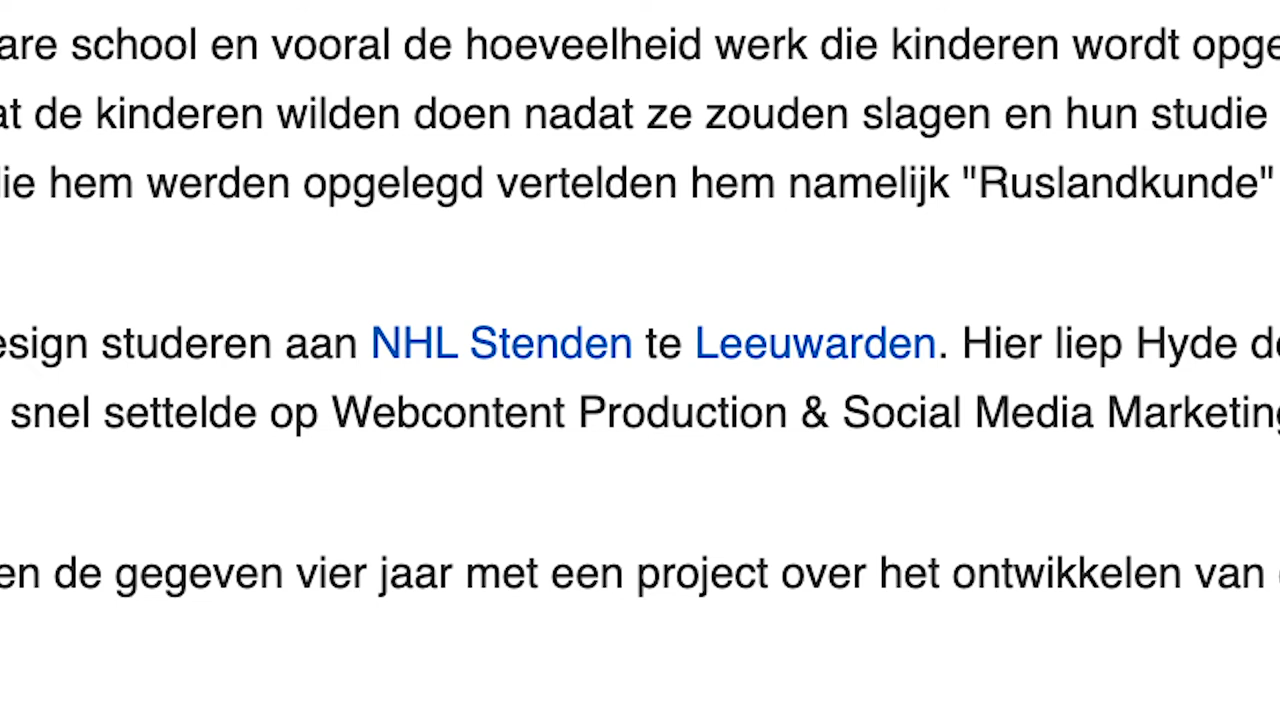 are school en vooral de hoeveelheid werk die kinderen wordt opge
at de kinderen wilden doen nadat ze zouden slagen en hun studie
lie hem werden opgelegd vertelden hem namelijk "Ruslandkunde"
esign studeren aan NHL Stenden te Leeuwarden. Hier liep Hyde de
snel settelde op Webcontent Production & Social Media Marketing
en de gegeven vier jaar met een project over het ontwikkelen van